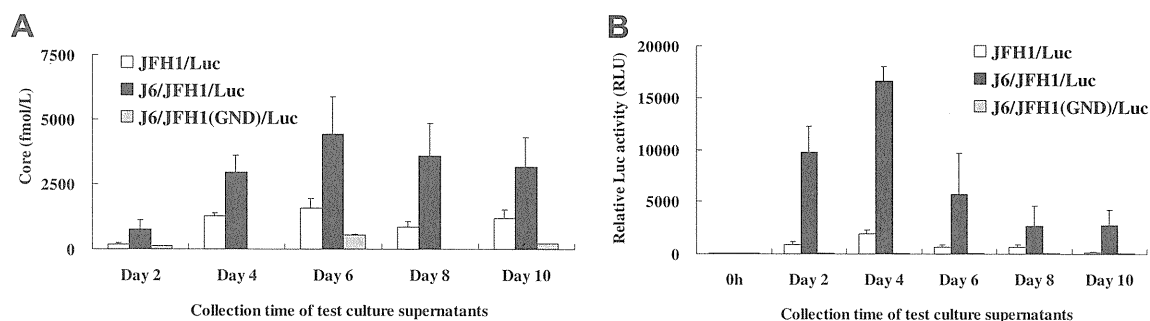 A
7500
5000
2500
0
Core (fmol/L)
JFH1/Luc
J6/JFH1/Luc
J6/JFH1(GND)/Luc
Day 2 Day 4 Day 6 Day 8 Day 10
Collection time of test culture supernatants
B
20000
15000
10000
5000
0
Relative Luc activity (RLU)
JFH1/Luc
J6/JFH1/Luc
J6/JFH1(GND)/Luc
0h Day 2 Day 4 Day 6 Day 8 Day 10
Collection time of test culture supernatants